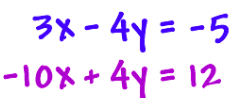 3x - 4y = -5
-10x + 4y = 12